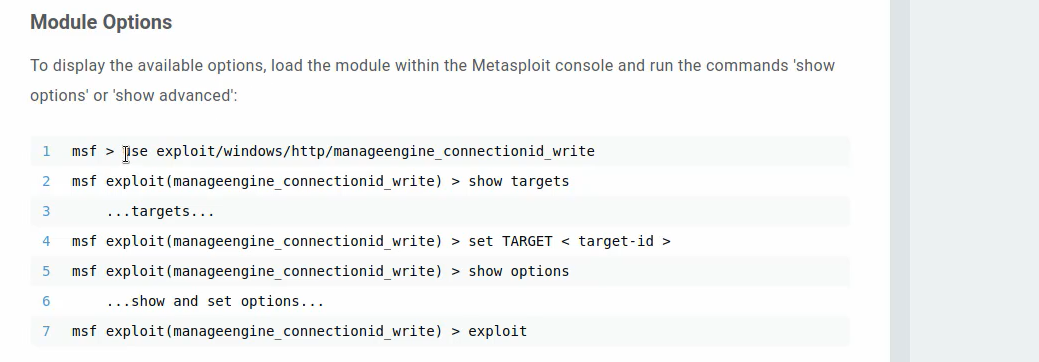 Module Options
To display the available options, load the module within the Metasploit console and run the commands 'show
options' or 'show advanced':
1 msf > use exploit/windows/http/manageengine_connectionid_write
2 msf exploit(manageengine_connectionid_write) > show targets
3 ...targets...
4 msf exploit(manageengine_connectionid_write) > set TARGET < target-id >
5 msf exploit(manageengine_connectionid_write) > show options
6 ...show and set options...
7 msf exploit(manageengine_connectionid_write) > exploit